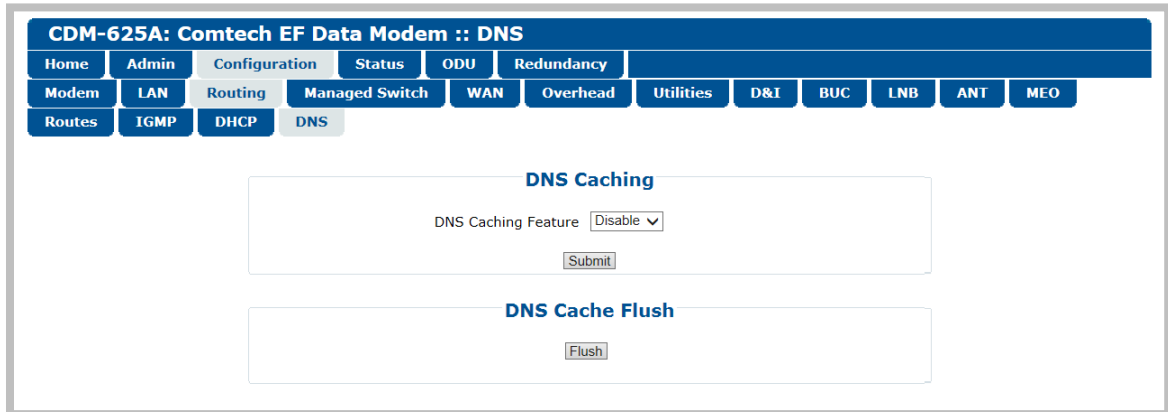 CDM-625A: Comtech EF Data Modem :: DNS
Home Admin Configuration Status ODU Redundancy
Modem LAN Routing Managed Switch WAN Overhead Utilities D&I BUC LNB ANT MEO
Routes IGMP DHCP DNS
DNS Caching
DNS Caching Feature Disable
Submit
DNS Cache Flush
Flush